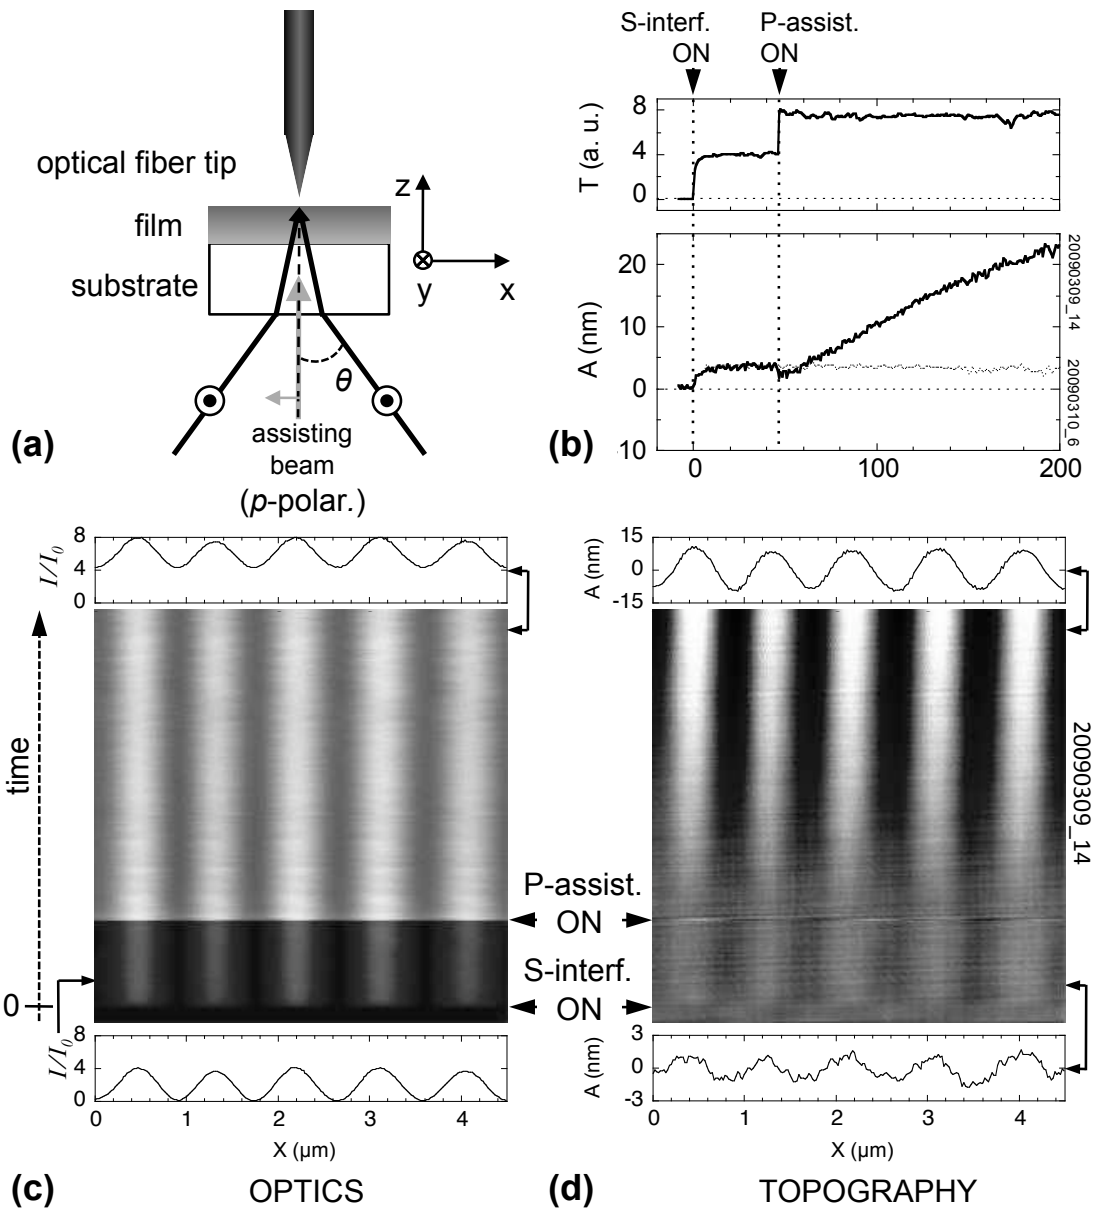 optical fiber tip
film
substrate
z
y
x
θ
assisting
beam
(p-polar.)
(a)
S-interf.
ON
P-assist.
ON
T (a. u.)
8
4
0
A (nm)
20
10
0
10
0
100
200
20090309_14
20090310_6
(b)
I/I0
8
4
0
time
0
I/I0
8
4
0
0
1
2
3
4
X (µm)
(c)
OPTICS
P-assist.
ON
S-interf.
ON
A (nm)
15
0
-15
20090309_14
A (nm)
3
0
-3
0
1
2
3
4
X (µm)
(d)
TOPOGRAPHY